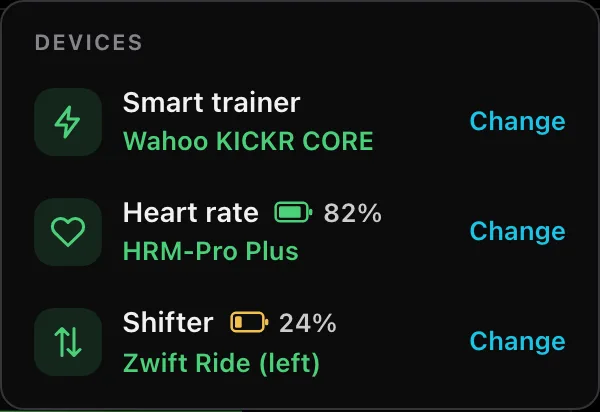 DEVICES
Smart trainer
Wahoo KICKR CORE
Change
Heart rate 82%
HRM-Pro Plus
Change
Shifter 24%
Zwift Ride (left)
Change